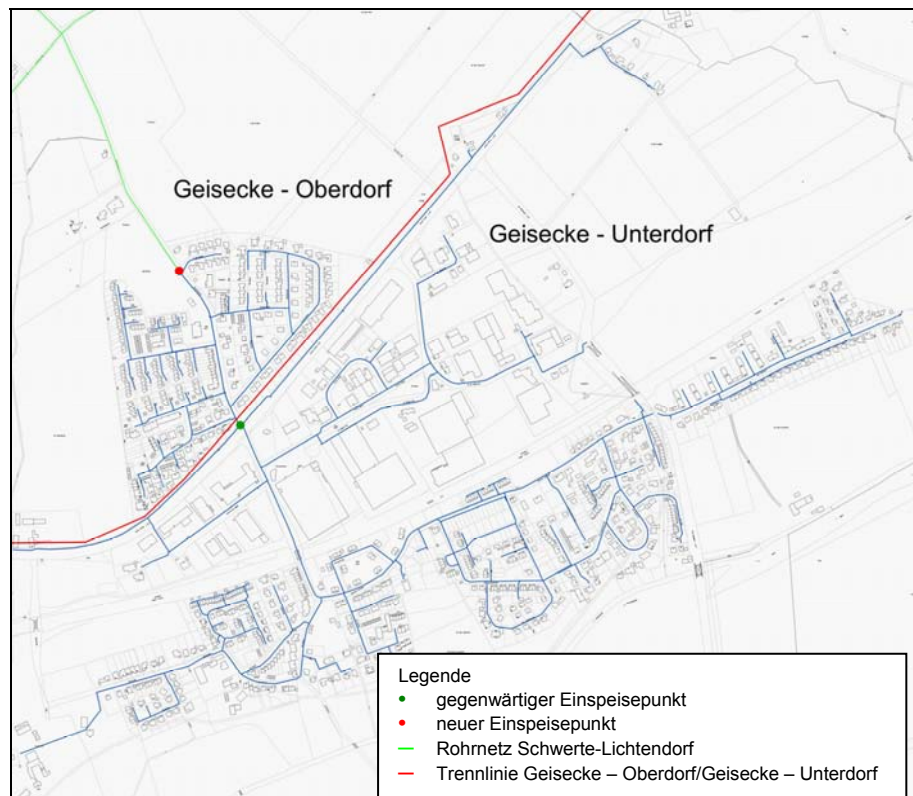 Geisecke - Oberdorf
Geisecke - Unterdorf
Legende
gegenwärtiger Einspeisepunkt
neuer Einspeisepunkt
Rohrnetz Schwerte-Lichtendorf
Trennlinie Geisecke – Oberdorf/Geisecke – Unterdorf